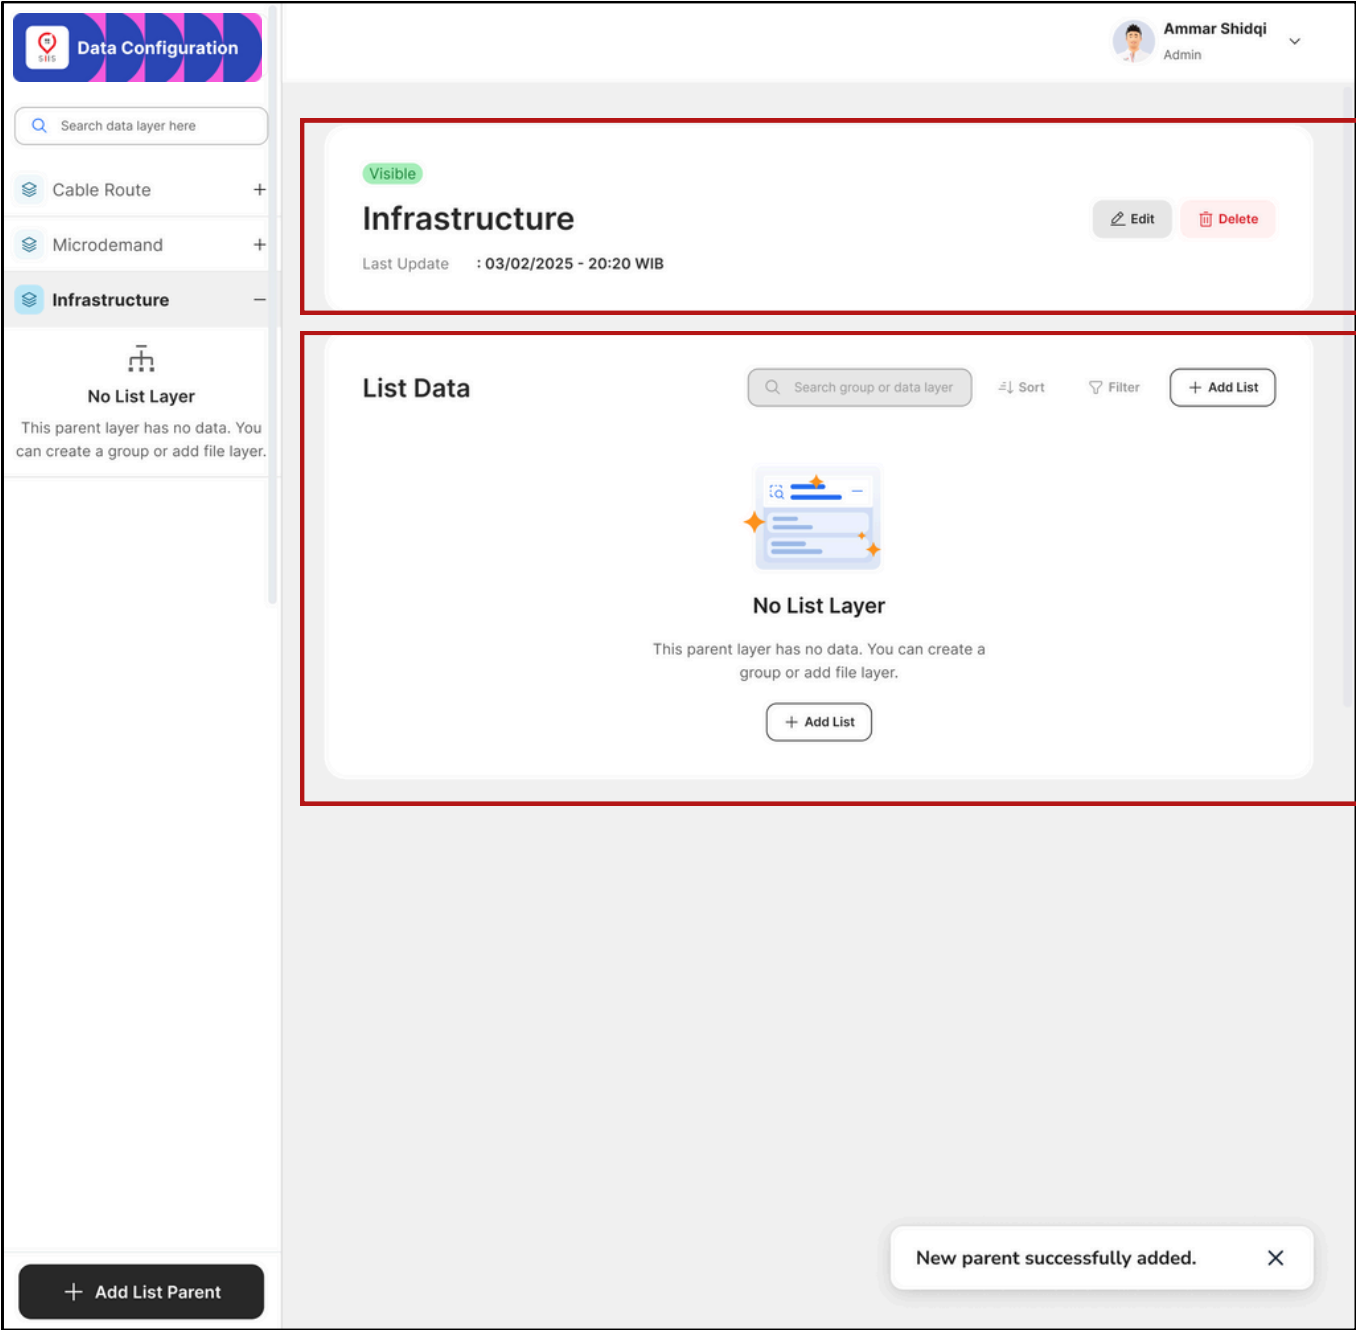 SIIS
Data Configuration
Ammar Shidqi
Admin
Search data layer here
Cable Route
Microdemand
Infrastructure
No List Layer
This parent layer has no data. You
can create a group or add file layer.
Visible
Infrastructure
Last Update : 03/02/2025 - 20:20 WIB
Edit
Delete
List Data
Search group or data layer
Sort
Filter
+ Add List
No List Layer
This parent layer has no data. You can create a
group or add file layer.
+ Add List
New parent successfully added.
+ Add List Parent